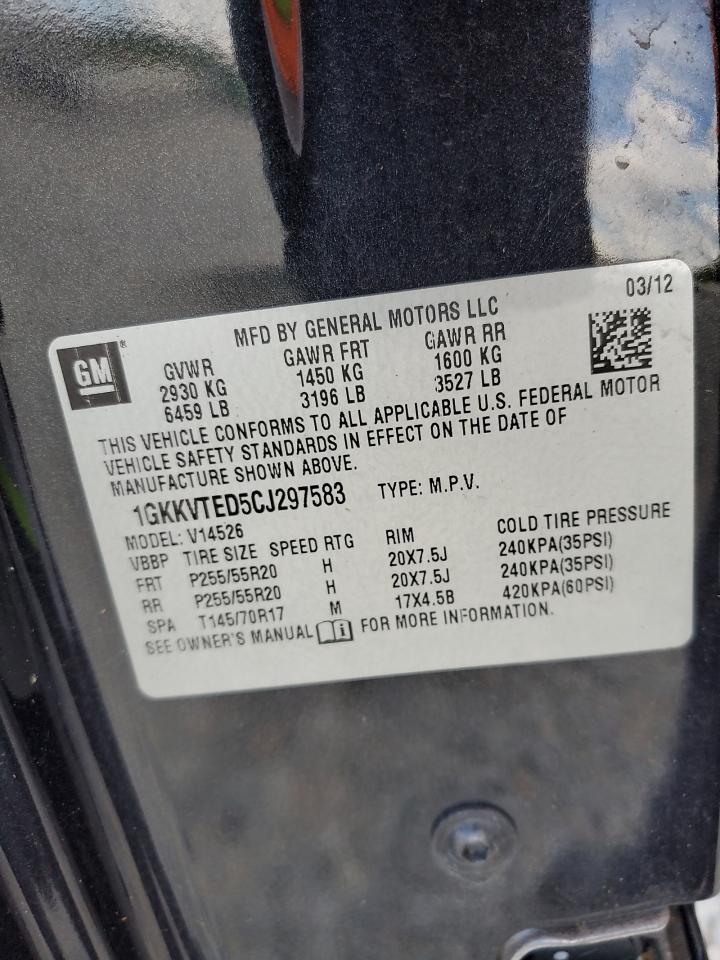 03/12
MFD BY GENERAL MOTORS LLC
GM®
GVWR GAWR FRT GAWR RR
2930 KG 1450 KG 1600 KG
6459 LB 3196 LB 3527 LB
THIS VEHICLE CONFORMS TO ALL APPLICABLE U.S. FEDERAL MOTOR
VEHICLE SAFETY STANDARDS IN EFFECT ON THE DATE OF
MANUFACTURE SHOWN ABOVE.
1GKKVTED5CJ297583 TYPE: M.P.V.
MODEL: V14526
VBBP TIRE SIZE SPEED RTG RIM COLD TIRE PRESSURE
FRT P255/55R20 H 20X7.5J 240KPA(35PSI)
RR P255/55R20 H 20X7.5J 240KPA(35PSI)
SPA T145/70R17 M 17X4.5B 420KPA(60PSI)
SEE OWNER'S MANUAL i FOR MORE INFORMATION.